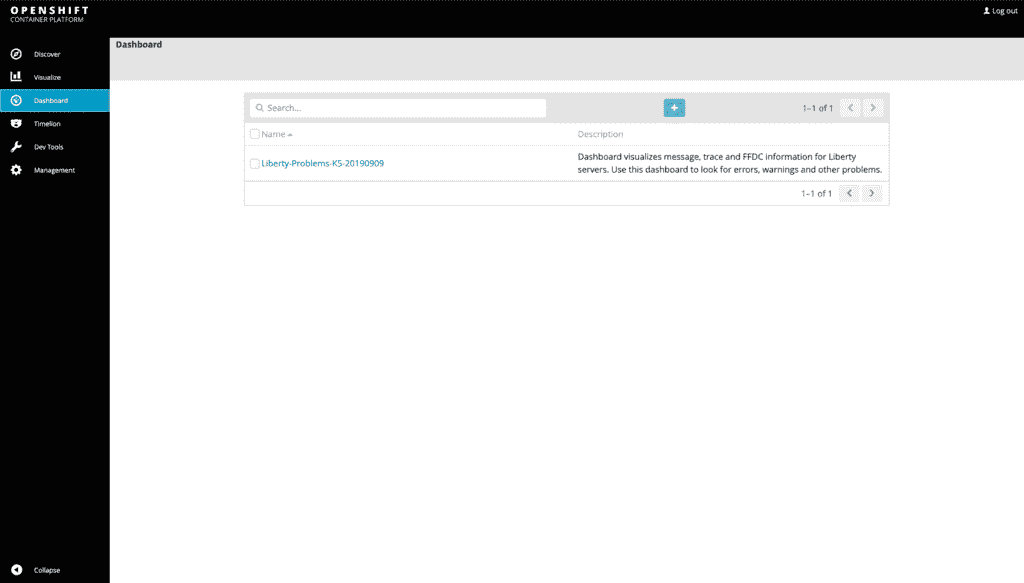 OPENSHIFT
CONTAINER PLATFORM
Log out
Discover
Visualize
Dashboard
Timelion
Dev Tools
Management
Collapse
Dashboard
Search...
1–1 of 1
Name
Description
Liberty-Problems-K5-20190909
Dashboard visualizes message, trace and FFDC information for Liberty
servers. Use this dashboard to look for errors, warnings and other problems.
1–1 of 1